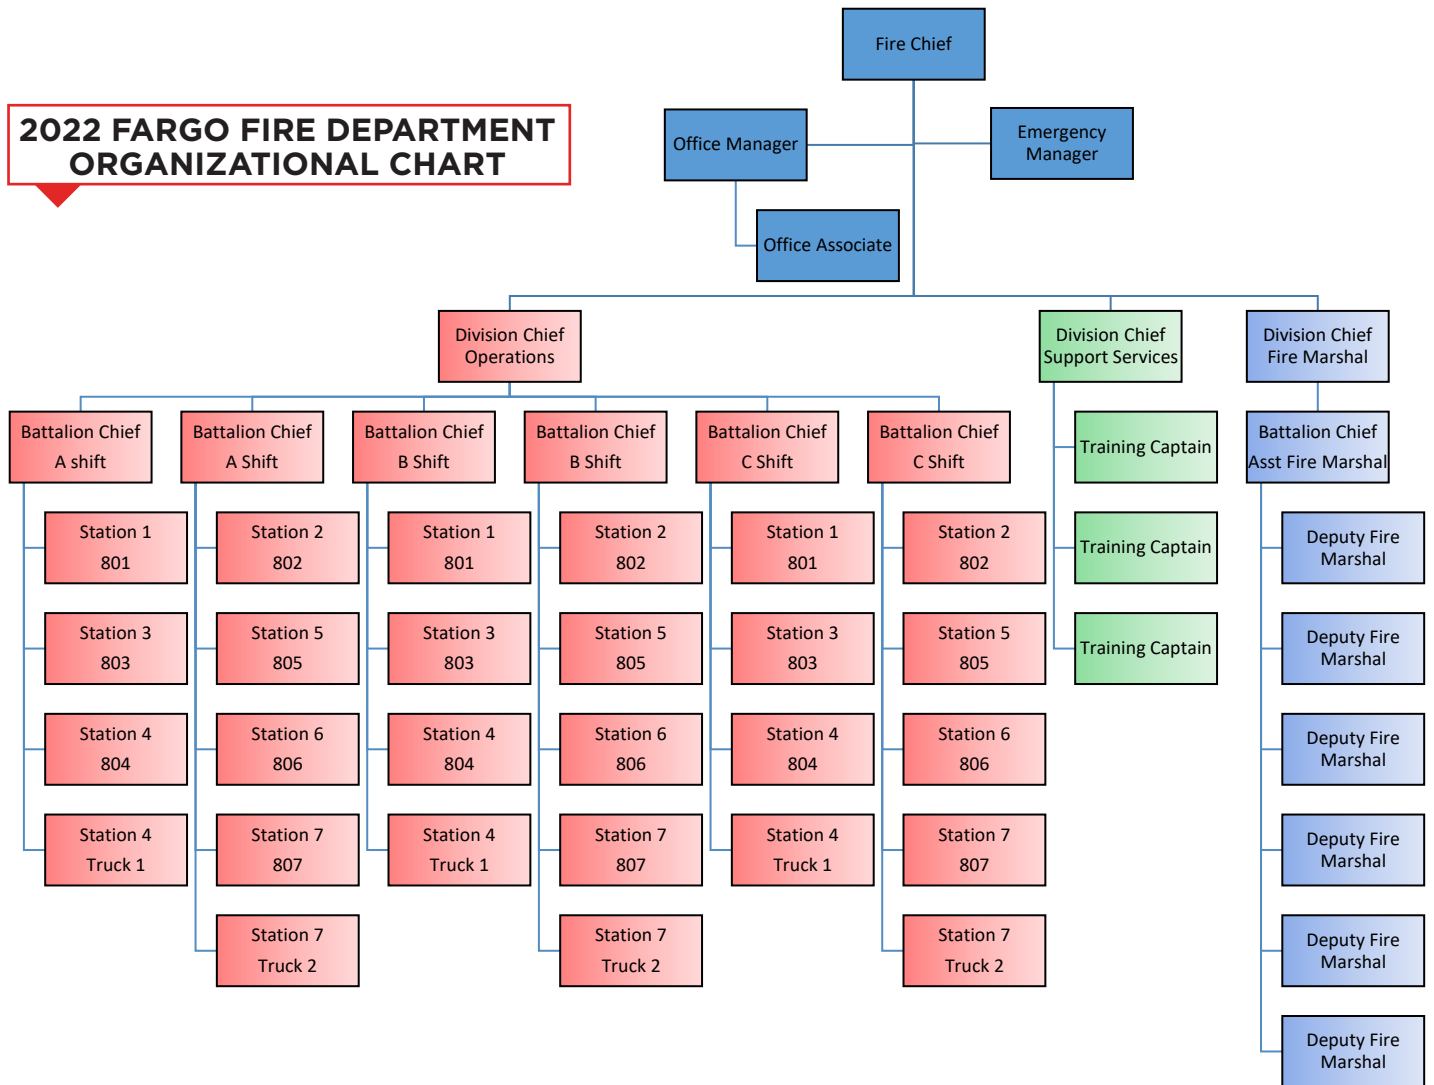 Fire Chief
2022 FARGO FIRE DEPARTMENT
ORGANIZATIONAL CHART
Office Manager
Emergency
Manager
Office Associate
Division Chief
Operations
Division Chief
Support Services
Division Chief
Fire Marshal
Battalion Chief
A shift
Battalion Chief
A Shift
Battalion Chief
B Shift
Battalion Chief
B Shift
Battalion Chief
C Shift
Battalion Chief
C Shift
Training Captain
Battalion Chief
Asst Fire Marshal
Station 1
801
Station 2
802
Station 1
801
Station 2
802
Station 1
801
Station 2
802
Training Captain
Deputy Fire
Marshal
Station 3
803
Station 5
805
Station 3
803
Station 5
805
Station 3
803
Station 5
805
Training Captain
Deputy Fire
Marshal
Station 4
804
Station 6
806
Station 4
804
Station 6
806
Station 4
804
Station 6
806
Deputy Fire
Marshal
Station 4
Truck 1
Station 7
807
Station 4
Truck 1
Station 7
807
Station 4
Truck 1
Station 7
807
Deputy Fire
Marshal
Station 7
Truck 2
Station 7
Truck 2
Station 7
Truck 2
Deputy Fire
Marshal
Deputy Fire
Marshal